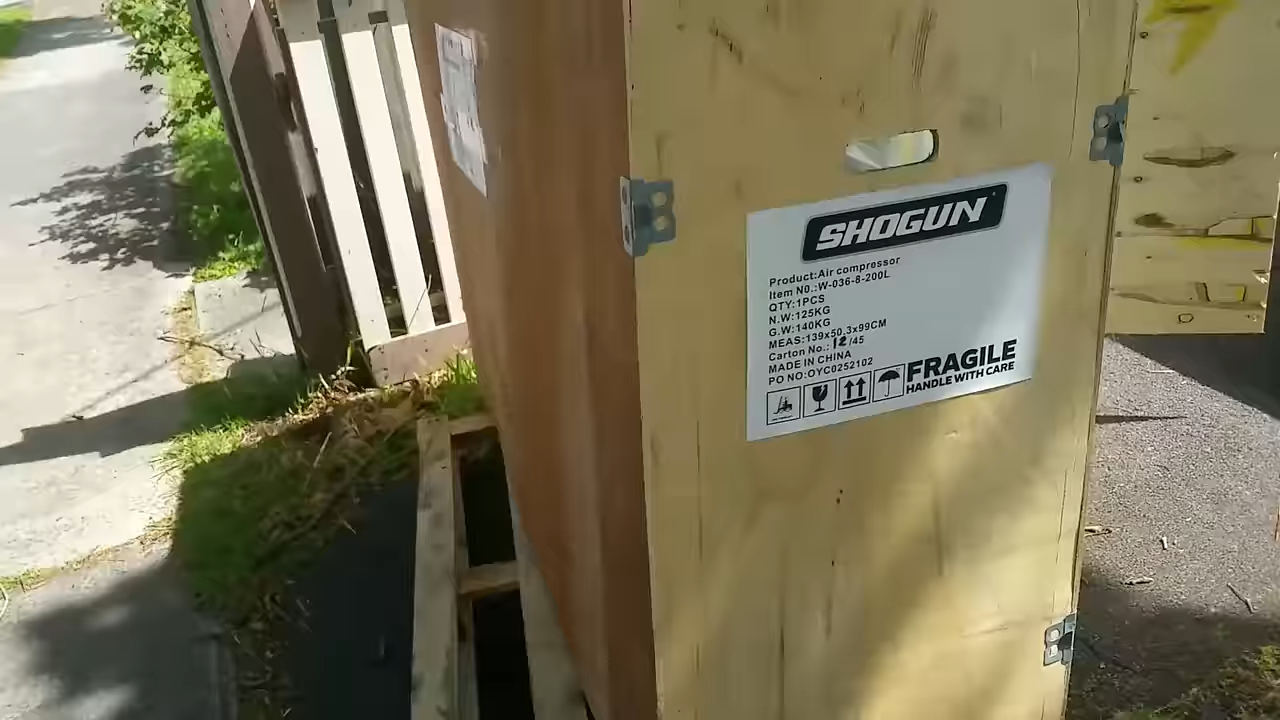 SHOGUN
Product:Air compressor
Item N0.:W-036-8-200L
QTY:1PCS
N.W:125KG
G.W:140KG
MEAS:139x50.3x99CM
Carton No.: 12/45
MADE IN CHINA
PO NO:OYC0252102
FRAGILE
HANDLE WITH CARE